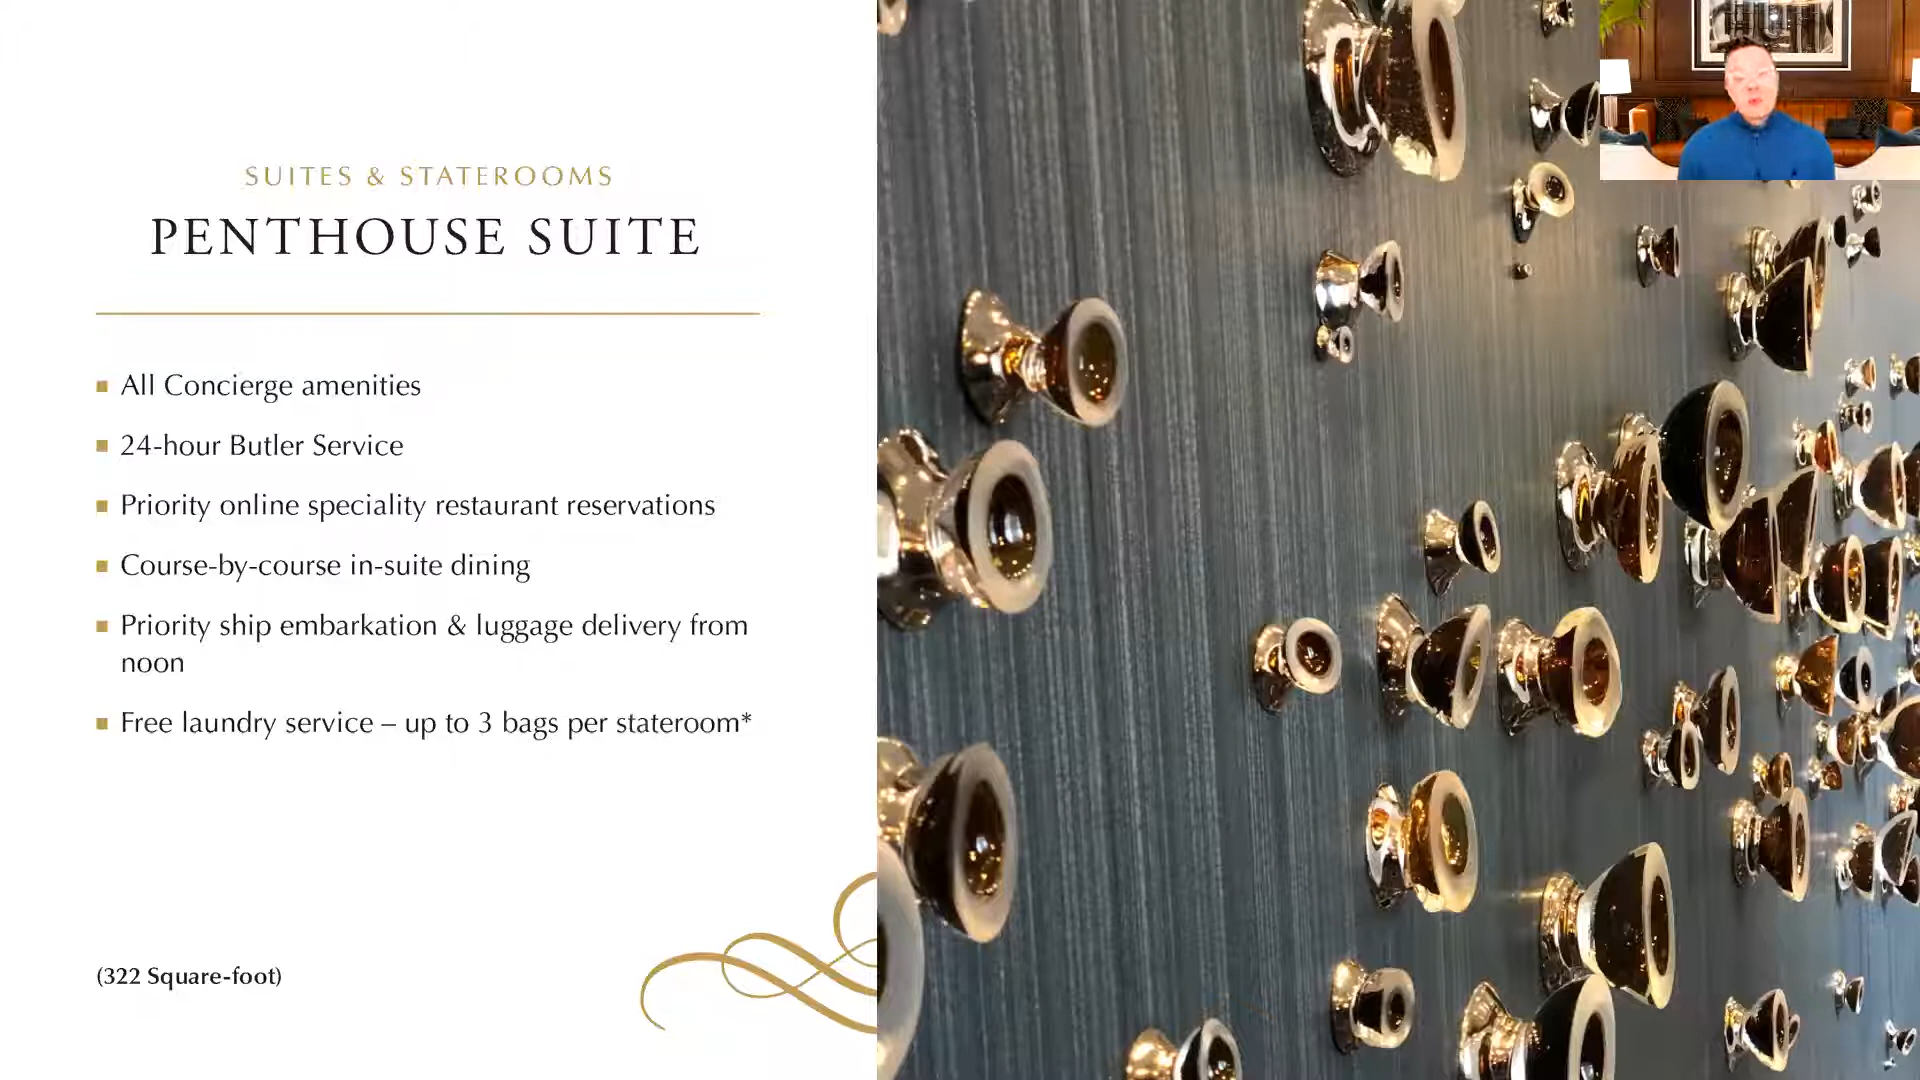 SUITES & STATEROOMS
PENTHOUSE SUITE
All Concierge amenities
24-hour Butler Service
Priority online speciality restaurant reservations
Course-by-course in-suite dining
Priority ship embarkation & luggage delivery from
noon
Free laundry service – up to 3 bags per stateroom*
(322 Square-foot)